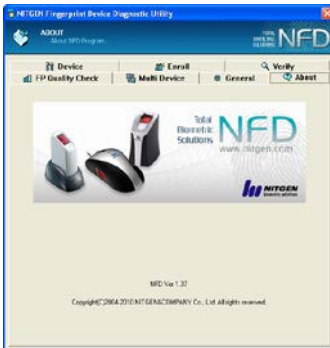 NITGEN Fingerprint Device Diagnostic Utility
ABOUT
About NFD Program...
NFD
Device
Enroll
Verify
FP Quality Check
Multi Device
General
About
Total
Biometric
Solutions
NFD
www.nitgen.com
NITGEN
NFD Ver 1.37
Copyright(C)2004-2010 NITGEN&COMPANY Co., Ltd. All rights reserved.